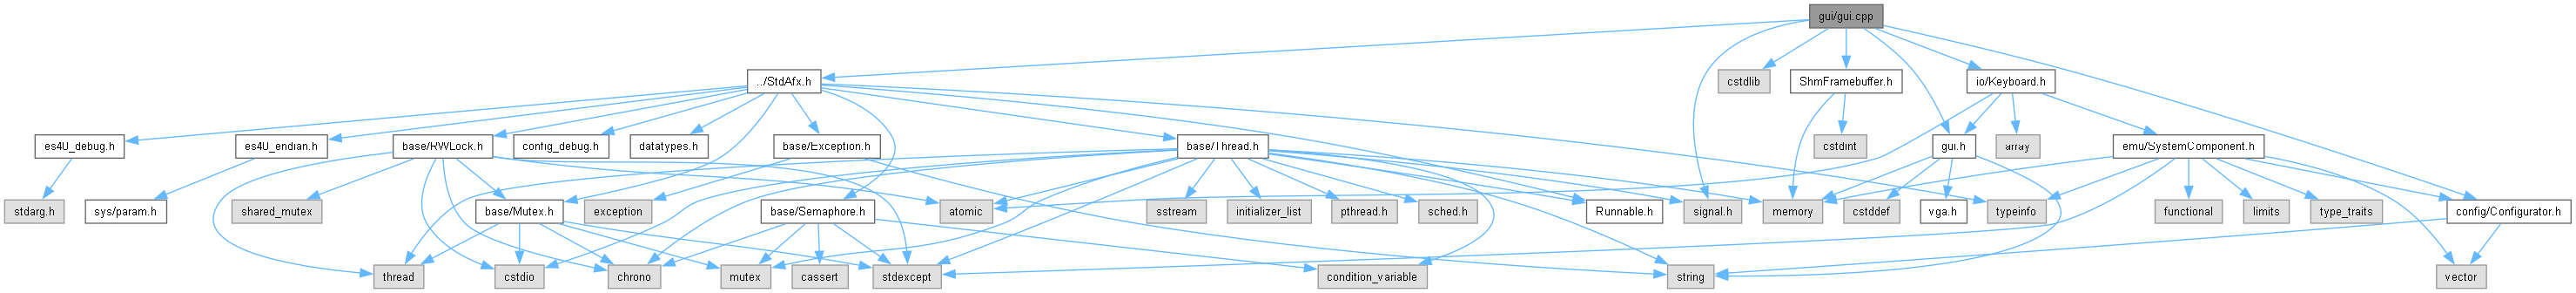 gui/gui.cpp
../StdAfx.h
cstdlib
ShmFramebuffer.h
io/Keyboard.h
es4U_debug.h
es4U_endian.h
base/RWLock.h
config_debug.h
datatypes.h
base/Exception.h
base/Thread.h
cstdint
gui.h
array
emu/SystemComponent.h
stdarg.h
sys/param.h
shared_mutex
base/Mutex.h
exception
base/Semaphore.h
atomic
sstream
initializer_list
pthread.h
sched.h
Runnable.h
signal.h
memory
cstddef
vga.h
typeinfo
functional
limits
type_traits
config/Configurator.h
thread
cstdio
chrono
mutex
cassert
stdexcept
condition_variable
string
vector